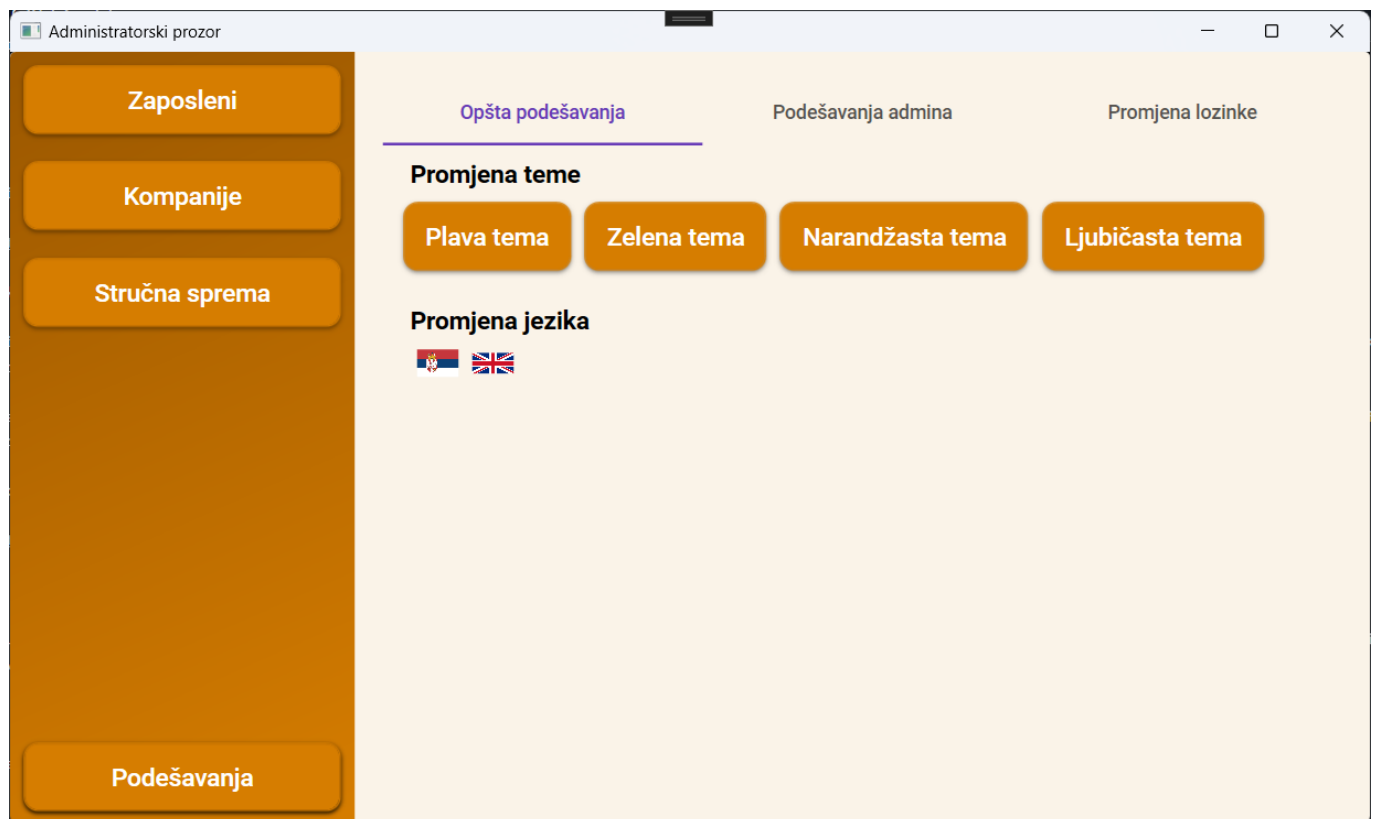 Administratorski prozor
Zaposleni
Kompanije
Stručna sprema
Podešavanja
Opšta podešavanja
Podešavanja admina
Promjena lozinke
Promjena teme
Plava tema
Zelena tema
Narandžasta tema
Ljubičasta tema
Promjena jezika